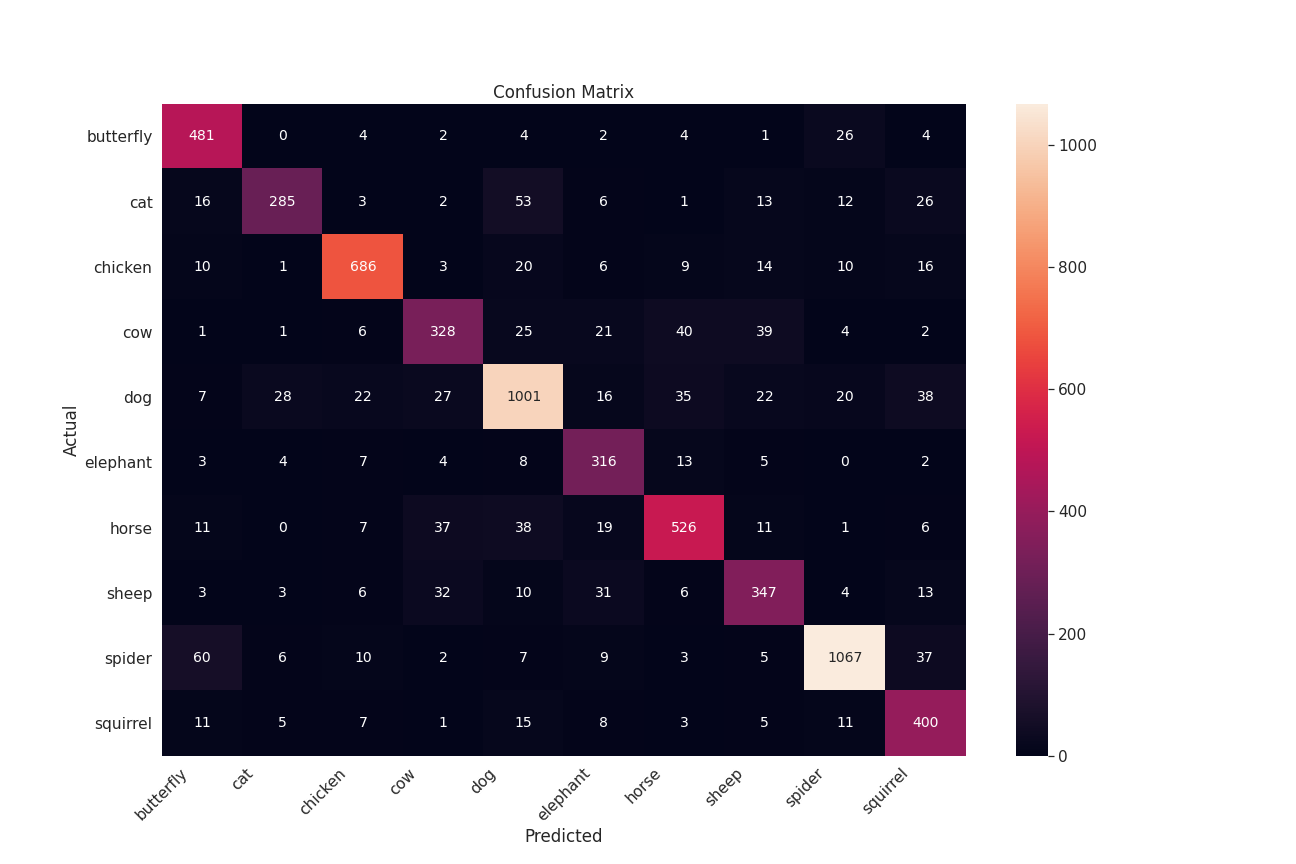 Confusion Matrix
butterfly 481 0 4 2 4 2 4 1 26 4
cat 16 285 3 2 53 6 1 13 12 26
chicken 10 1 686 3 20 6 9 14 10 16
cow 1 1 6 328 25 21 40 39 4 2
dog 7 28 22 27 1001 16 35 22 20 38
elephant 3 4 7 4 8 316 13 5 0 2
horse 11 0 7 37 38 19 526 11 1 6
sheep 3 3 6 32 10 31 6 347 4 13
spider 60 6 10 2 7 9 3 5 1067 37
squirrel 11 5 7 1 15 8 3 5 11 400
Actual
butterfly cat chicken cow dog elephant horse sheep spider squirrel
Predicted
1000
800
600
400
200
0